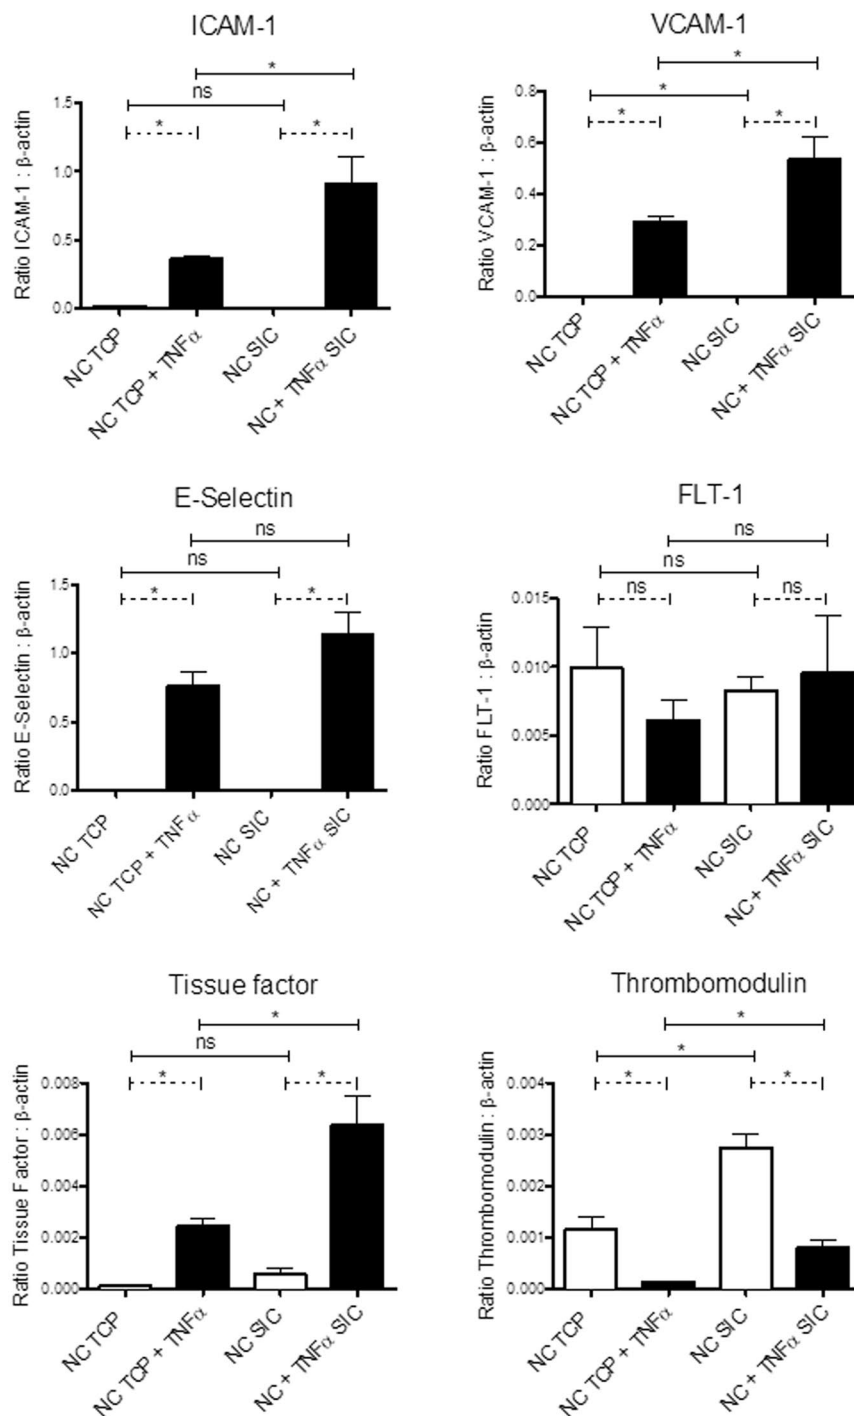 ICAM-1
*
ns
*
*
Ratio ICAM-1 : β-actin
1.5
1.0
0.5
0.0
NC TCP
NC TCP + TNFα
NC SIC
NC + TNFα SIC
VCAM-1
*
*
*
*
Ratio VCAM-1 : β-actin
0.8
0.6
0.4
0.2
0.0
NC TCP
NC TCP + TNFα
NC SIC
NC + TNFα SIC
E-Selectin
ns
ns
*
*
Ratio E-Selectin : β-actin
1.5
1.0
0.5
0.0
NC TCP
NC TCP + TNFα
NC SIC
NC + TNFα SIC
FLT-1
ns
ns
ns
ns
Ratio FLT-1 : β-actin
0.015
0.010
0.005
0.000
NC TCP
NC TCP + TNFα
NC SIC
NC + TNFα SIC
Tissue factor
*
ns
*
*
Ratio Tissue Factor : β-actin
0.008
0.006
0.004
0.002
0.000
NC TCP
NC TCP + TNFα
NC SIC
NC + TNFα SIC
Thrombomodulin
*
*
*
*
Ratio Thrombomodulin : β-actin
0.004
0.003
0.002
0.001
0.000
NC TCP
NC TCP + TNFα
NC SIC
NC + TNFα SIC